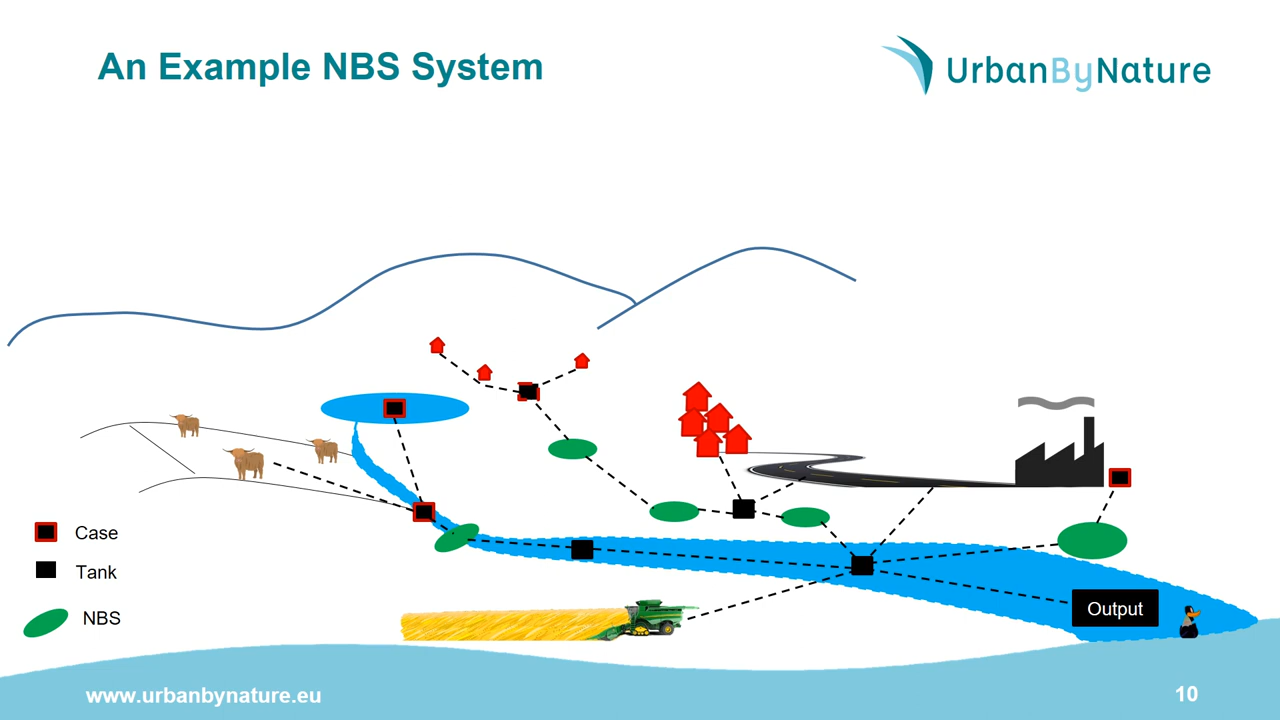 An Example NBS System
UrbanByNature
Case
Tank
NBS
Output
www.urbanbynature.eu
10